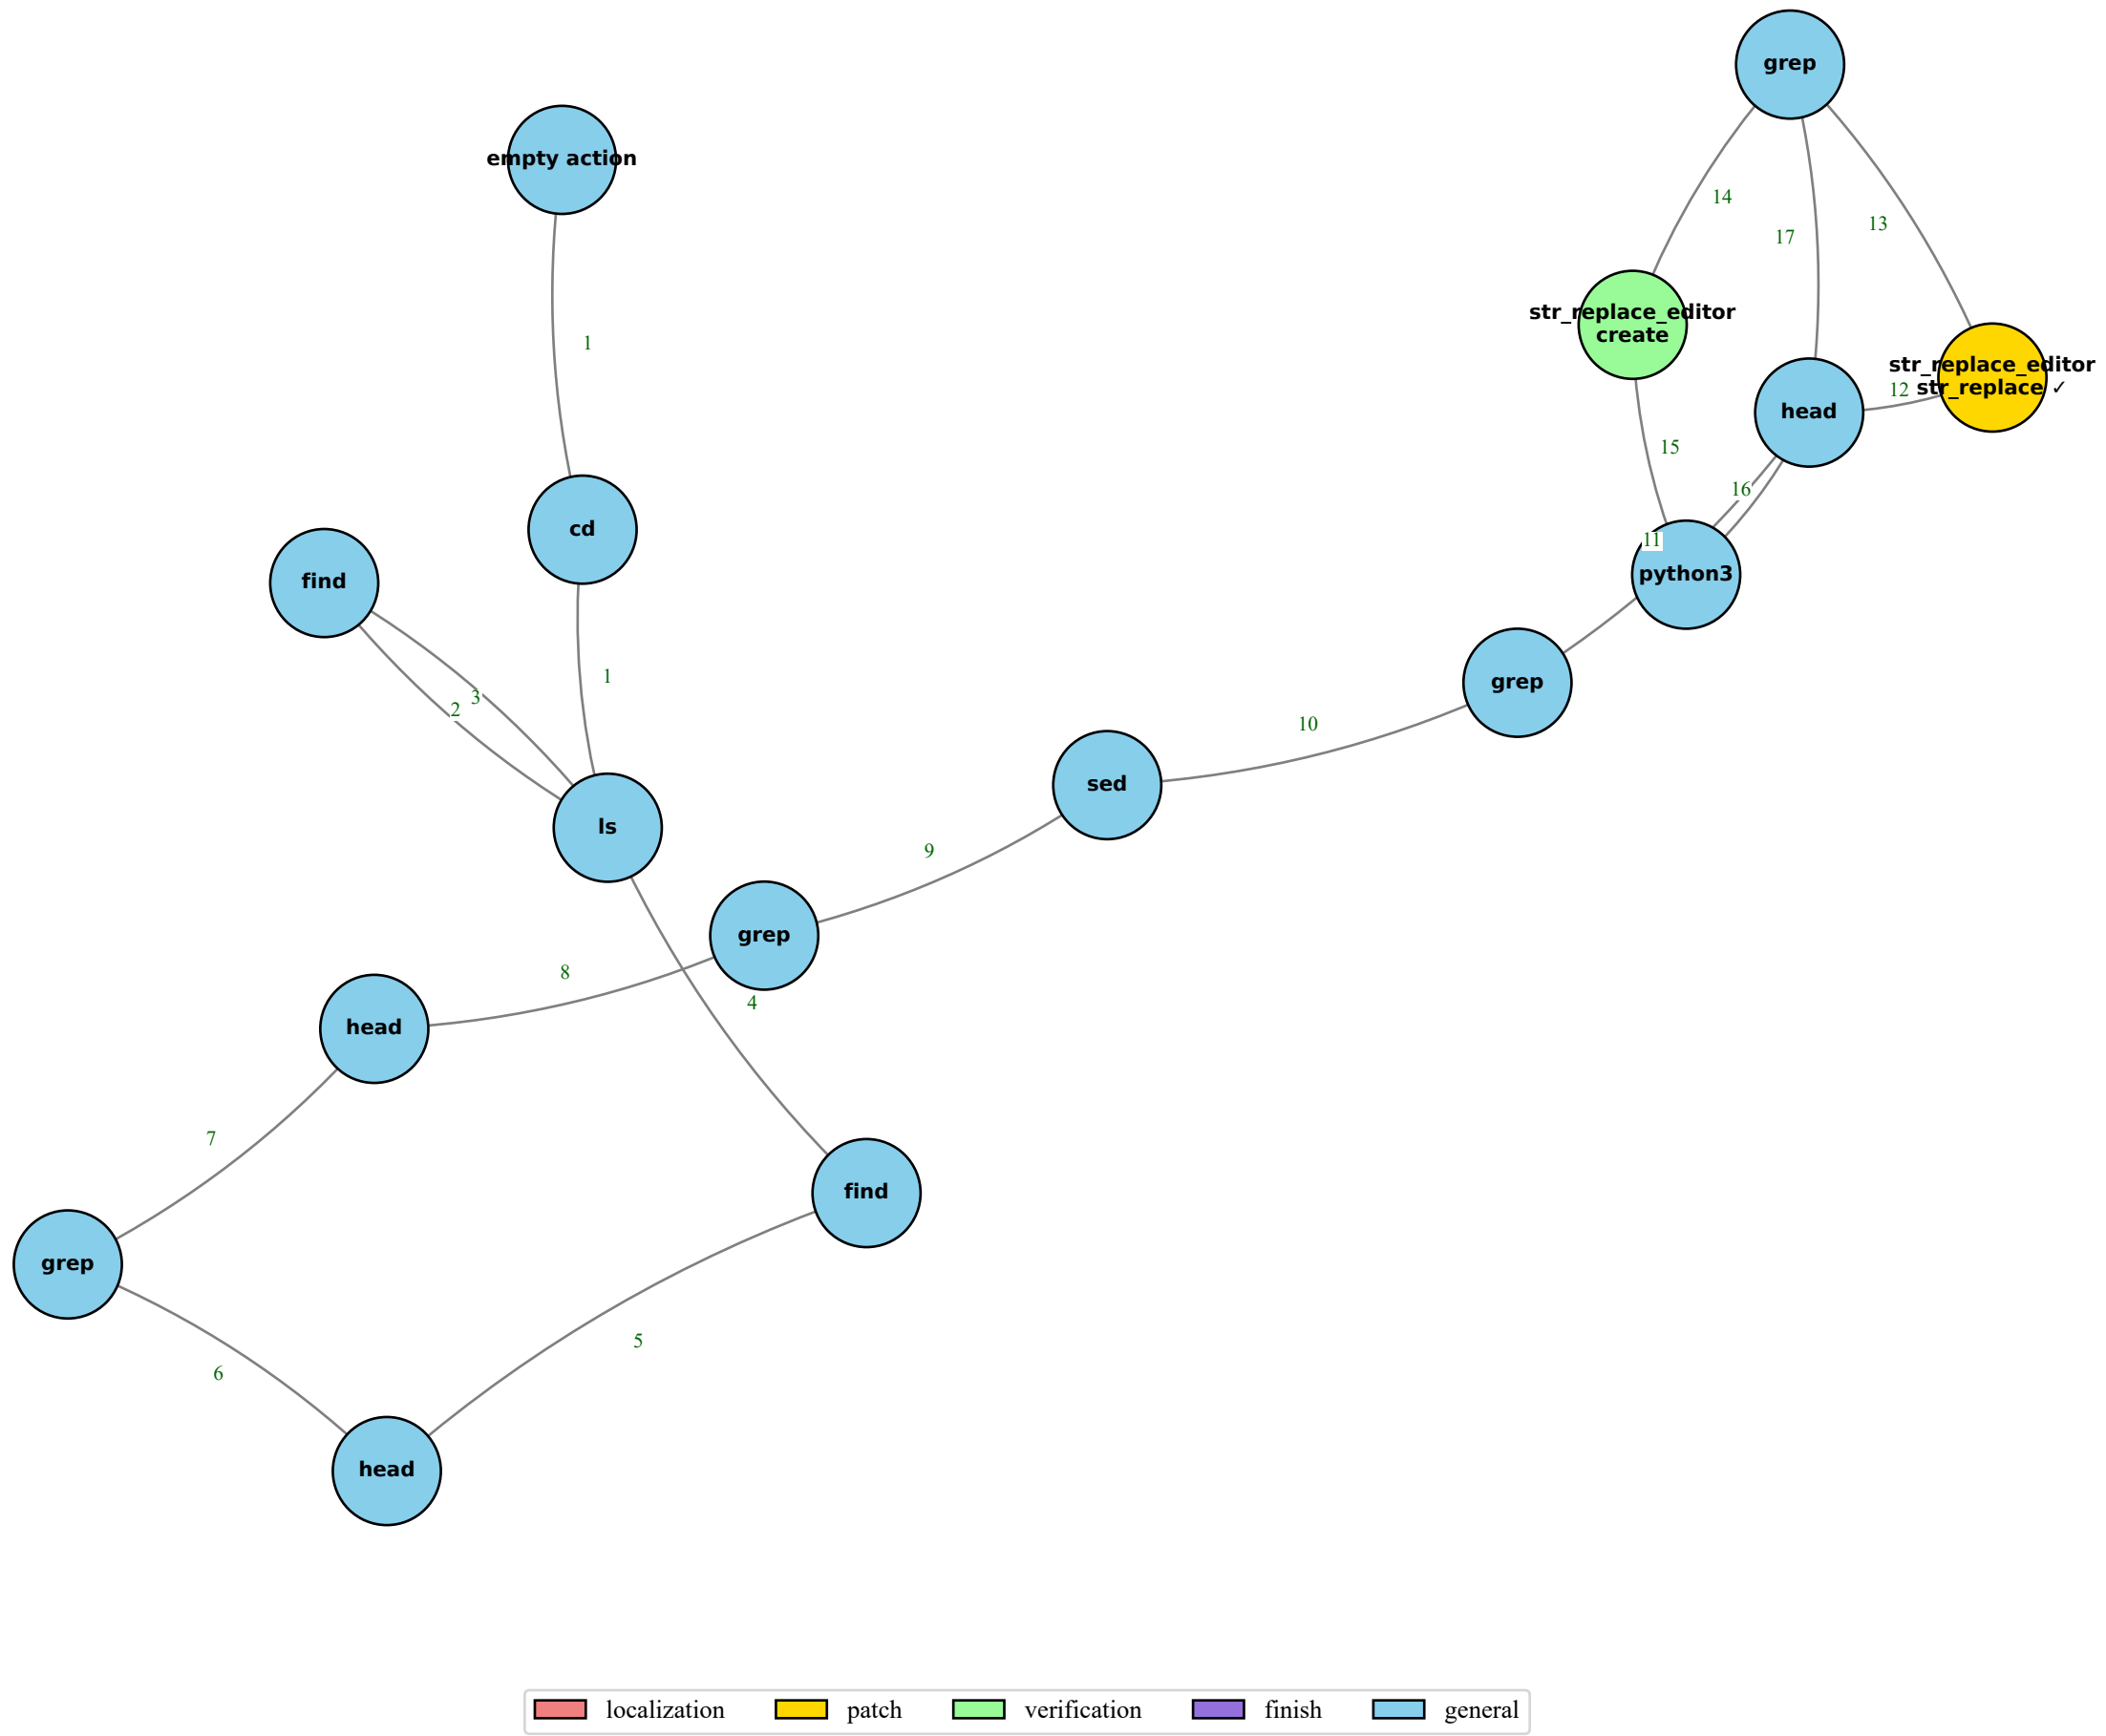 grep
empty action
14
17
13
str_replace_editor
create
1
str_replace_editor
str_replace ✓
12
head
15
16
cd
11
find
python3
1
grep
3
2
10
sed
ls
9
grep
8
4
head
7
find
grep
5
6
head
localization
patch
verification
finish
general